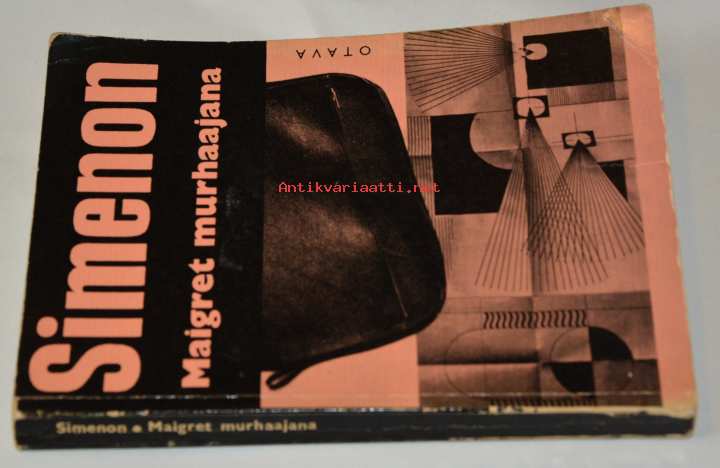 Simenon
Maigret murhaajana
OTAVA
Antikvariaatti.net
Simenon • Maigret murhaajana